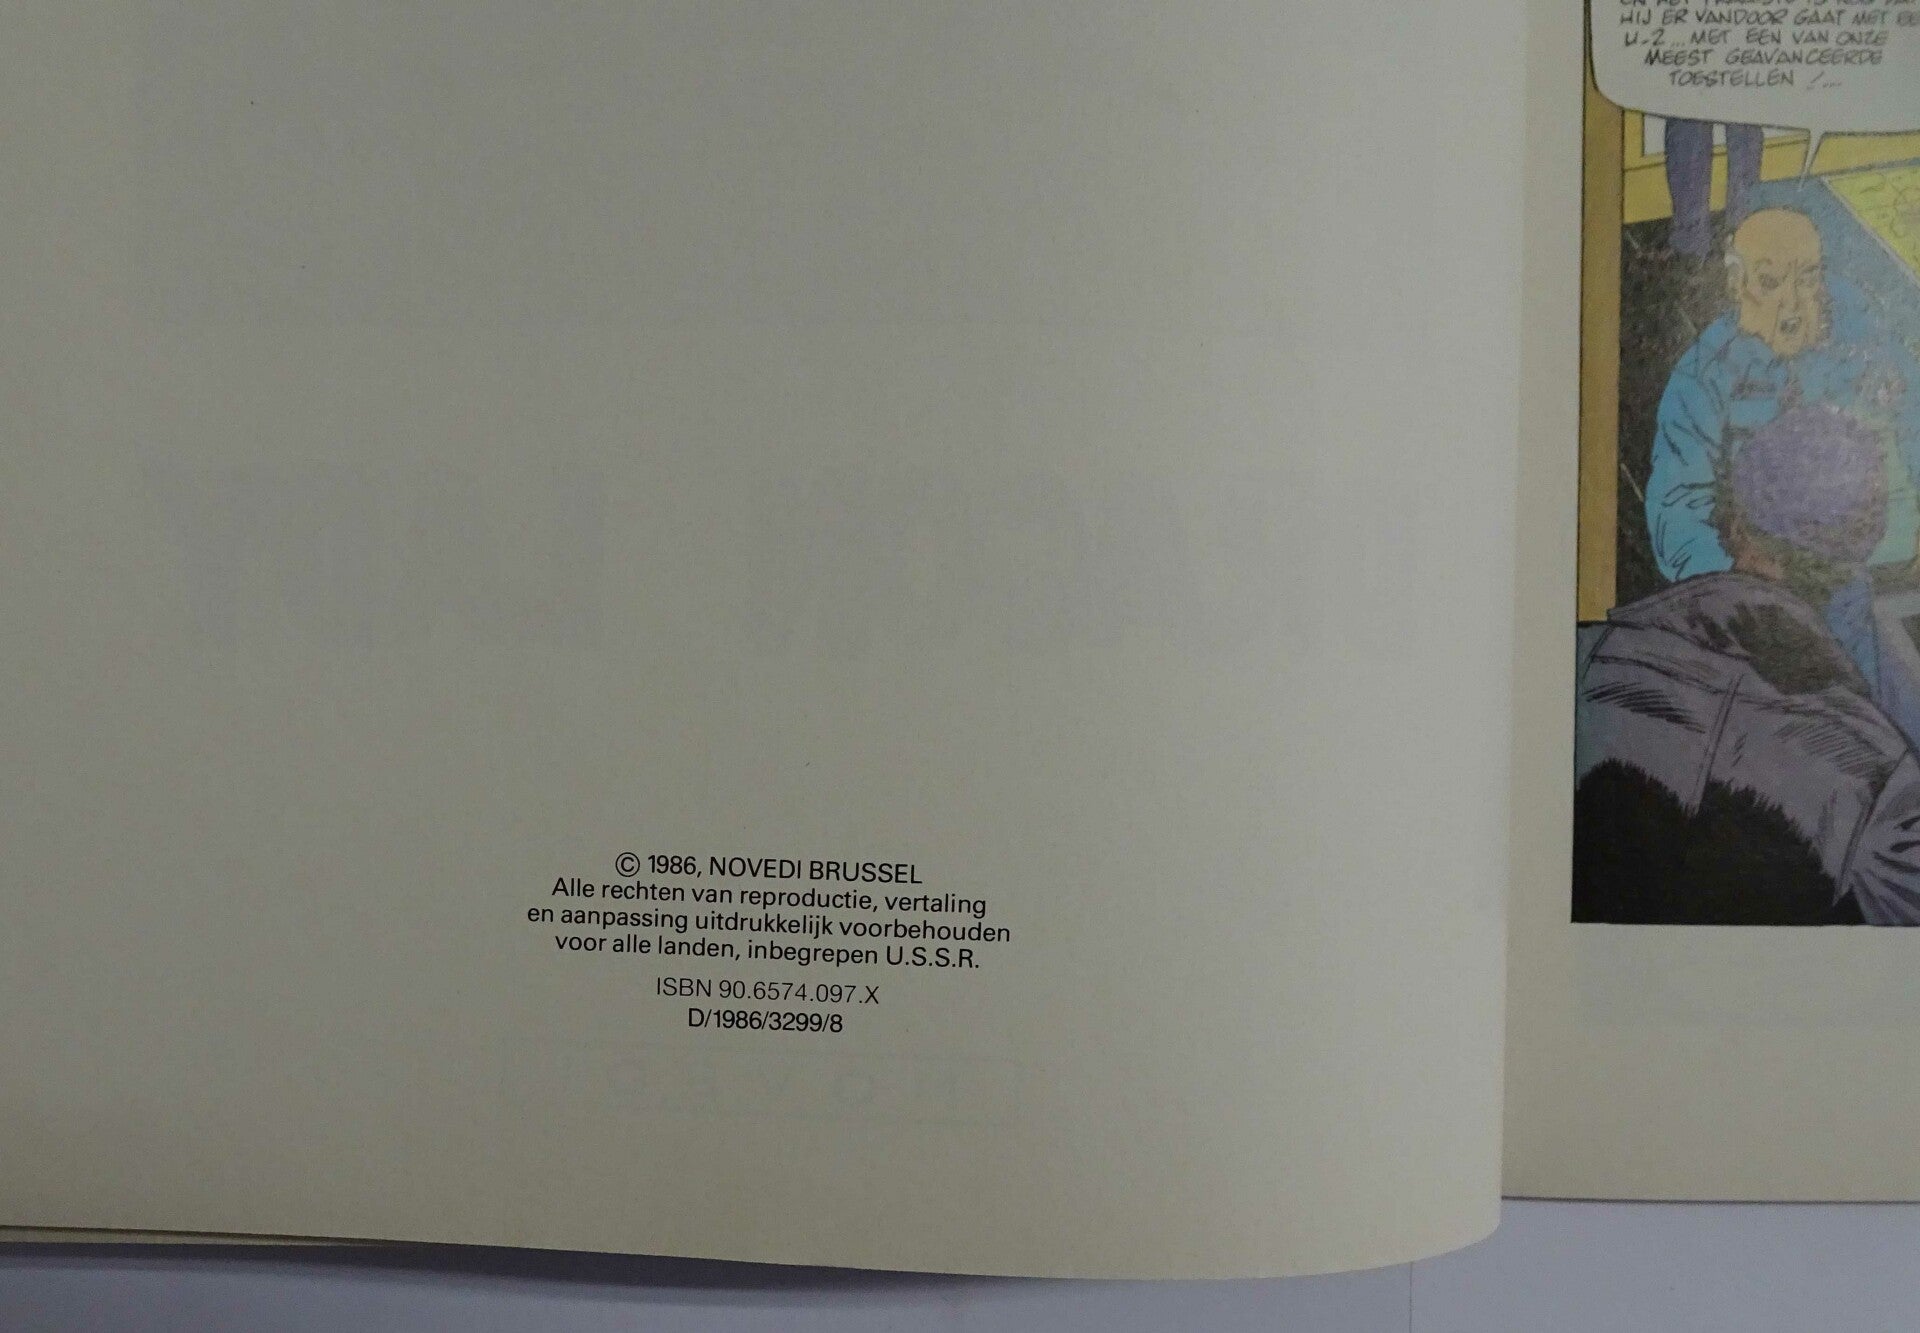 © 1986, NOVEDI BRUSSEL
Alle rechten van reproductie, vertaling
en aanpassing uitdrukkelijk voorbehouden
voor alle landen, inbegrepen U.S.S.R.
ISBN 90.6574.097.X
D/1986/3299/8
HIJ ER VANDOOR GAAT MET
U-2... MET EEN VAN ONZE
MEEST GEAVANCEERDE
TOESTELLEN !...